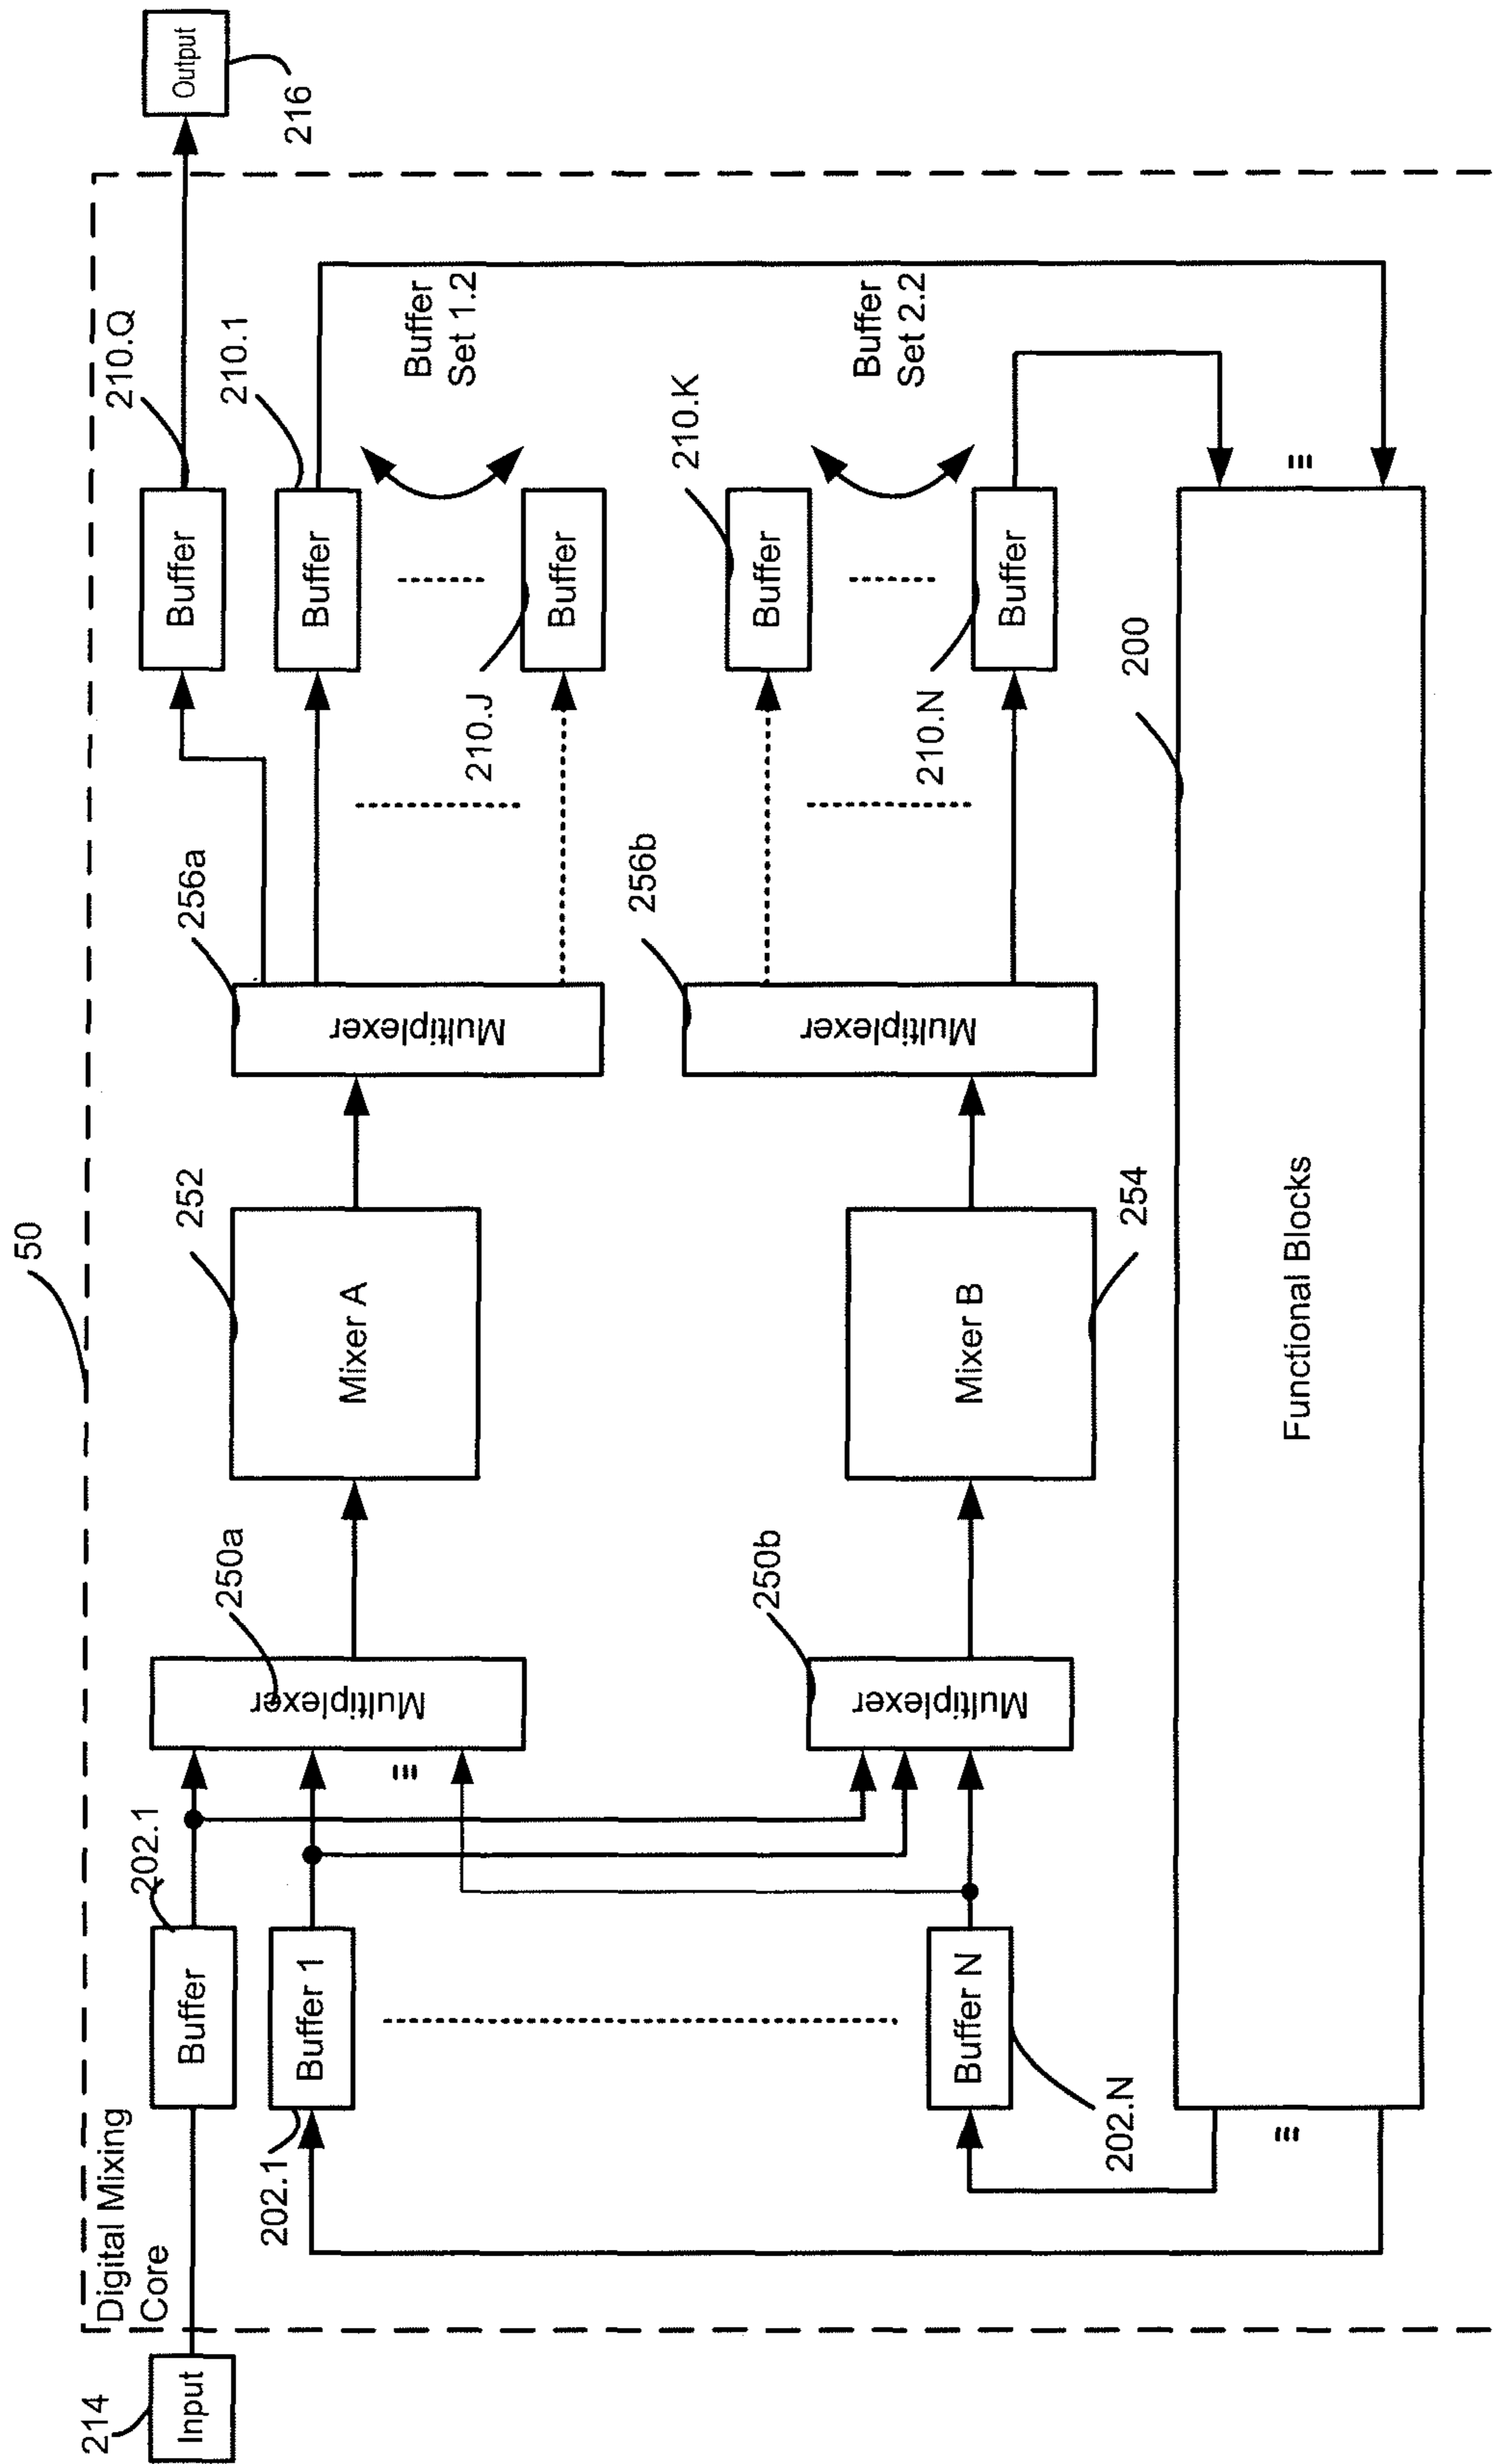 50
Digital Mixing
Core
214
Input
202.1
Buffer
202.1
Buffer 1
Buffer N
202.N
250a
Multiplexer
250b
Multiplexer
252
Mixer A
Mixer B
254
256a
Multiplexer
256b
Multiplexer
210.Q
Buffer
210.1
Buffer
Buffer
Set 1.2
210.J
Buffer
210.K
Buffer
Buffer
Set 2.2
210.N
Buffer
200
Functional Blocks
Output
216